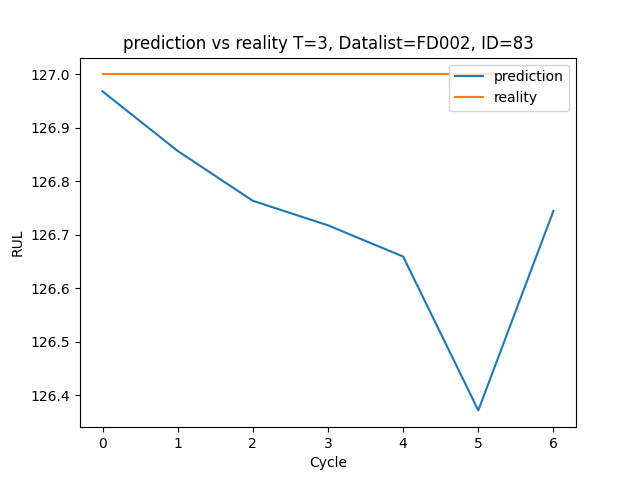 prediction vs reality T=3, Datalist=FD002, ID=83
127.0
126.9
126.8
126.7
126.6
126.5
126.4
RUL
prediction
reality
0 1 2 3 4 5 6
Cycle